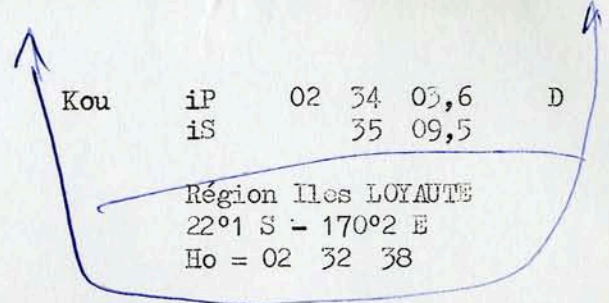 Kou iP 02 34 03,6 D
iS 35 09,5
Région Iles LOYAUTE
22°1 S - 170°2 E
Ho = 02 32 38